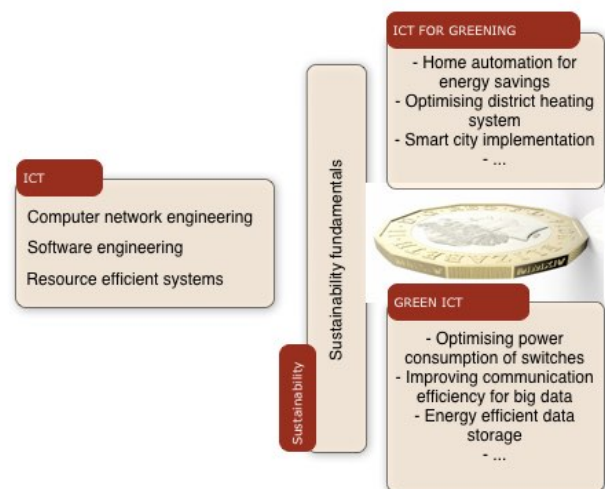 ICT
Computer network engineering
Software engineering
Resource efficient systems
Sustainability
Sustainability fundamentals
ICT FOR GREENING
- Home automation for
energy savings
- Optimising district heating
system
- Smart city implementation
- ...
GREEN ICT
- Optimising power
consumption of switches
- Improving communication
efficiency for big data
- Energy efficient data
storage
- ...